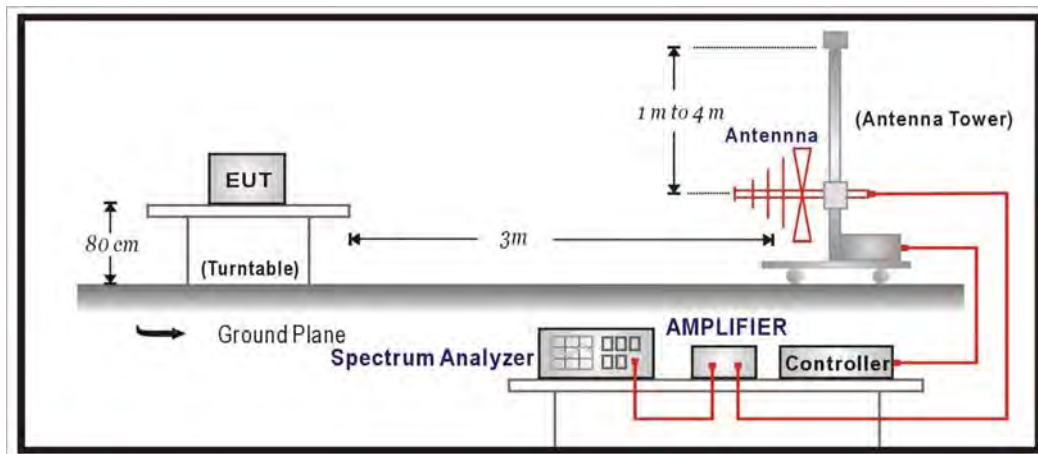 1 m to 4 m
(Antenna Tower)
Antennna
EUT
80 cm
3m
(Turntable)
Ground Plane
AMPLIFIER
Spectrum Analyzer
Controller